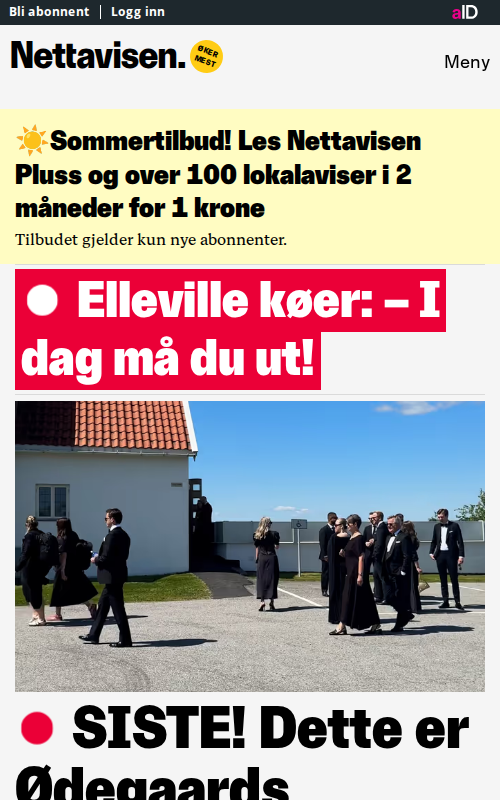 Bli abonnent | Logg inn aID
Nettavisen. ØKER MEST
Meny
☀️Sommertilbud! Les Nettavisen
Pluss og over 100 lokalaviser i 2
måneder for 1 krone
Tilbudet gjelder kun nye abonnenter.
Elleville køer: – I
dag må du ut!
SISTE! Dette er
Ødegaards